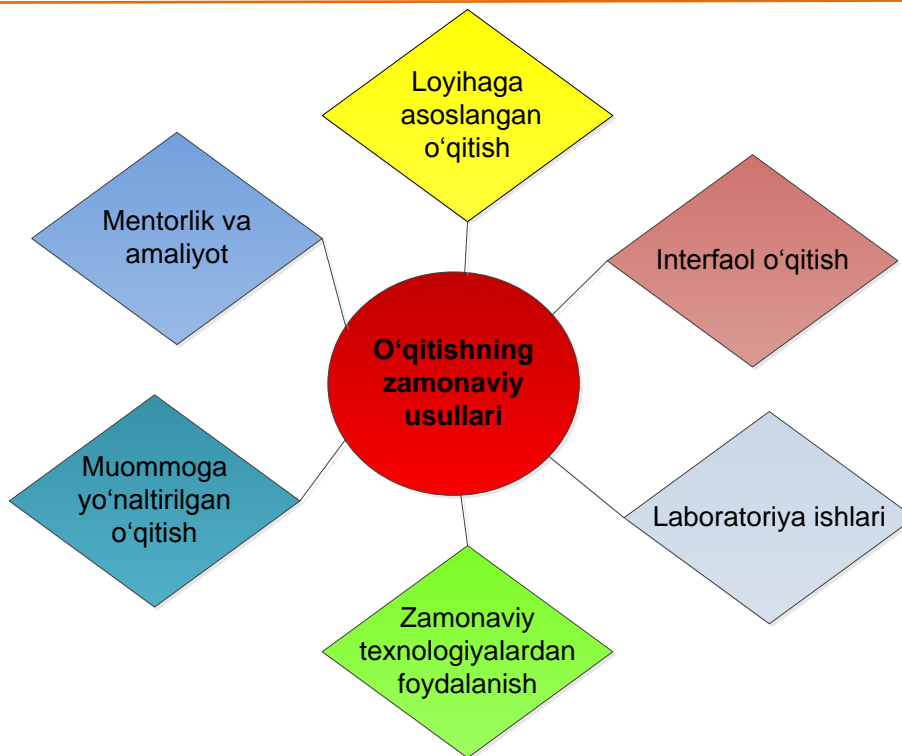 Loyihaga
asoslangan
o‘qitish
Mentorlik va
amaliyot
Interfaol o‘qitish
O‘qitishning
zamonaviy
usullari
Muommoga
yo‘naltirilgan
o‘qitish
Laboratoriya ishlari
Zamonaviy
texnologiyalardan
foydalanish